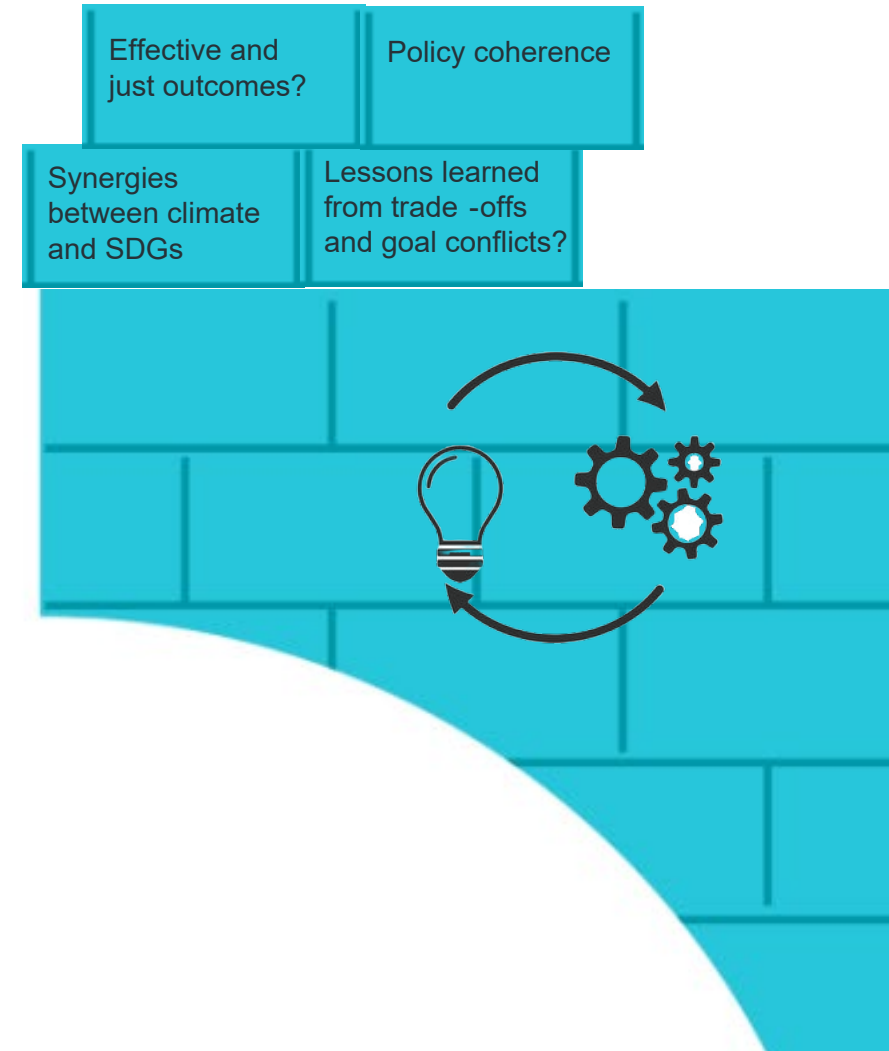 Effective and
just outcomes?
Policy coherence
Synergies
between climate
and SDGs
Lessons learned
from trade -offs
and goal conflicts?